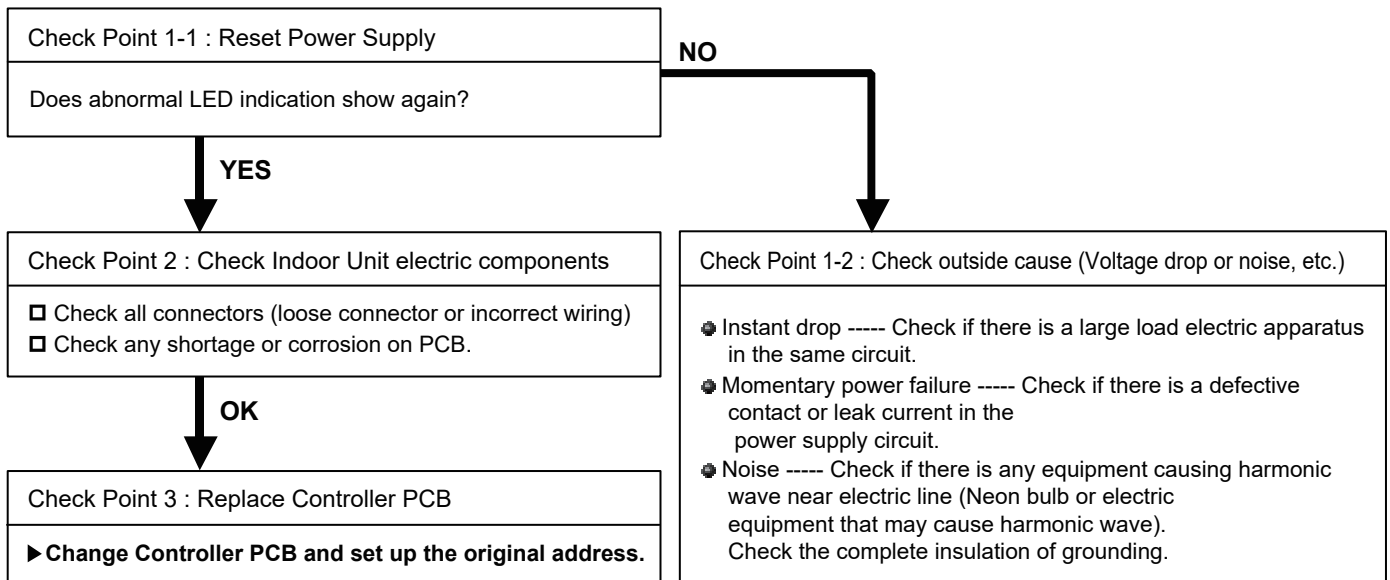 Check Point 1-1 : Reset Power Supply
Does abnormal LED indication show again?
NO
YES
Check Point 2 : Check Indoor Unit electric components
Check all connectors (loose connector or incorrect wiring)
Check any shortage or corrosion on PCB.
OK
Check Point 3 : Replace Controller PCB
Change Controller PCB and set up the original address.
Check Point 1-2 : Check outside cause (Voltage drop or noise, etc.)
Instant drop ----- Check if there is a large load electric apparatus
in the same circuit.
Momentary power failure ----- Check if there is a defective
contact or leak current in the
power supply circuit.
Noise ----- Check if there is any equipment causing harmonic
wave near electric line (Neon bulb or electric
equipment that may cause harmonic wave).
Check the complete insulation of grounding.